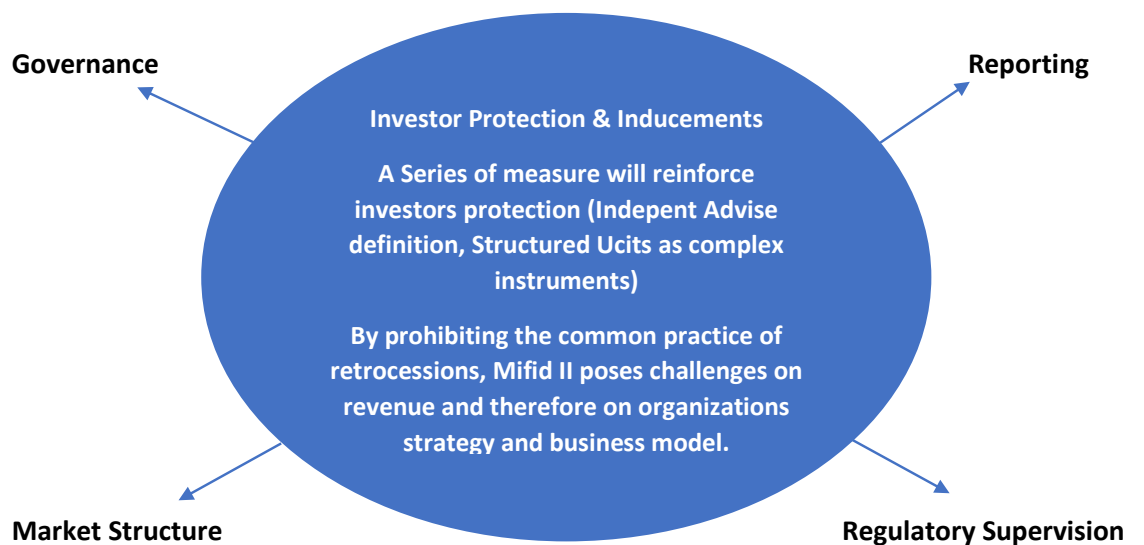 Governance
Reporting
Investor Protection & Inducements
A Series of measure will reinforce
investors protection (Indepent Advise
definition, Structured Ucits as complex
instruments)
By prohibiting the common practice of
retrocessions, Mifid II poses challenges on
revenue and therefore on organizations
strategy and business model.
Market Structure
Regulatory Supervision